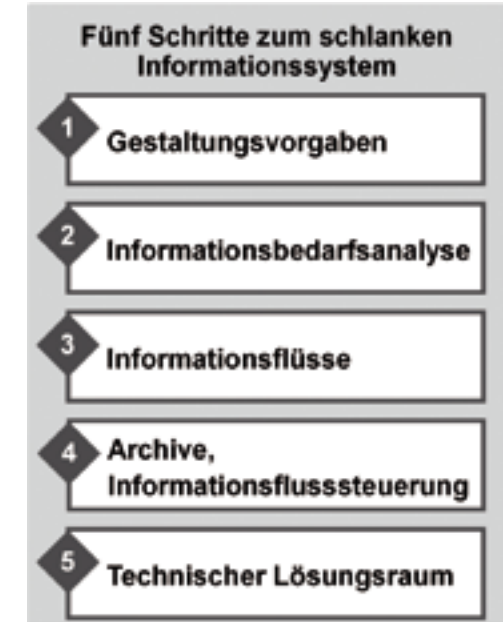 Fünf Schritte zum schlanken
Informationssystem
1
Gestaltungsvorgaben
2
Informationsbedarfsanalyse
3
Informationsflüsse
4
Archive,
Informationsflusssteuerung
5
Technischer Lösungsraum